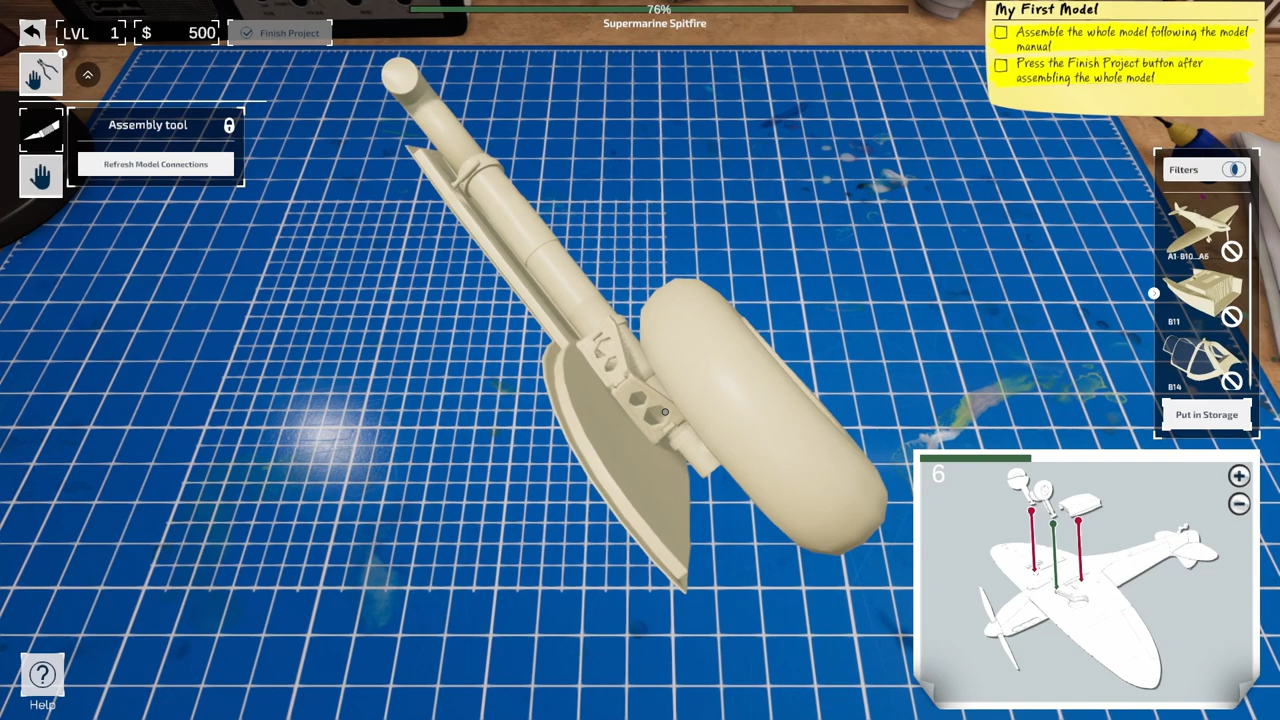 76%
Supermarine Spitfire
LVL 1 $ 500
Finish Project
1
My First Model
Assemble the whole model following the model
manual
Press the Finish Project button after
assembling the whole model
Assembly tool
Refresh Model Connections
Filters
A1-B10...A6
B11
B14
Put in Storage
6
?
Help